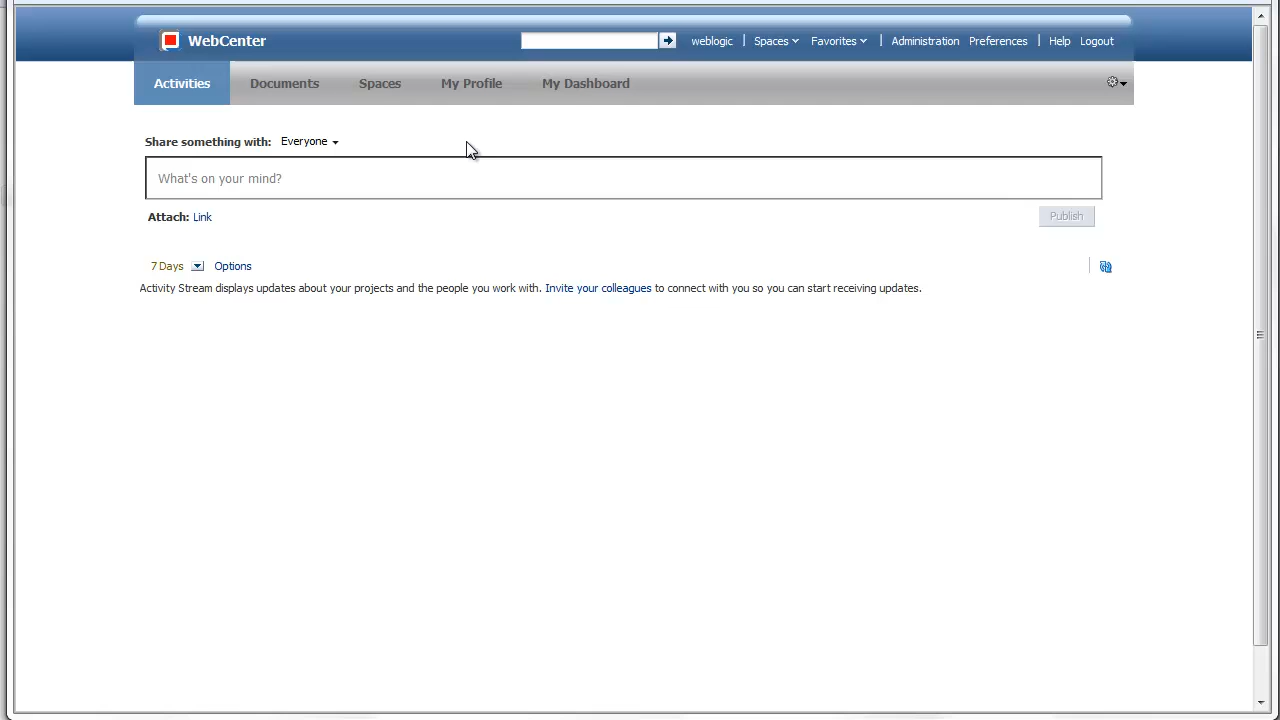 WebCenter
weblogic Spaces Favorites Administration Preferences Help Logout
Activities Documents Spaces My Profile My Dashboard
Share something with: Everyone
What's on your mind?
Attach: Link
Publish
7 Days Options
Activity Stream displays updates about your projects and the people you work with. Invite your colleagues to connect with you so you can start receiving updates.